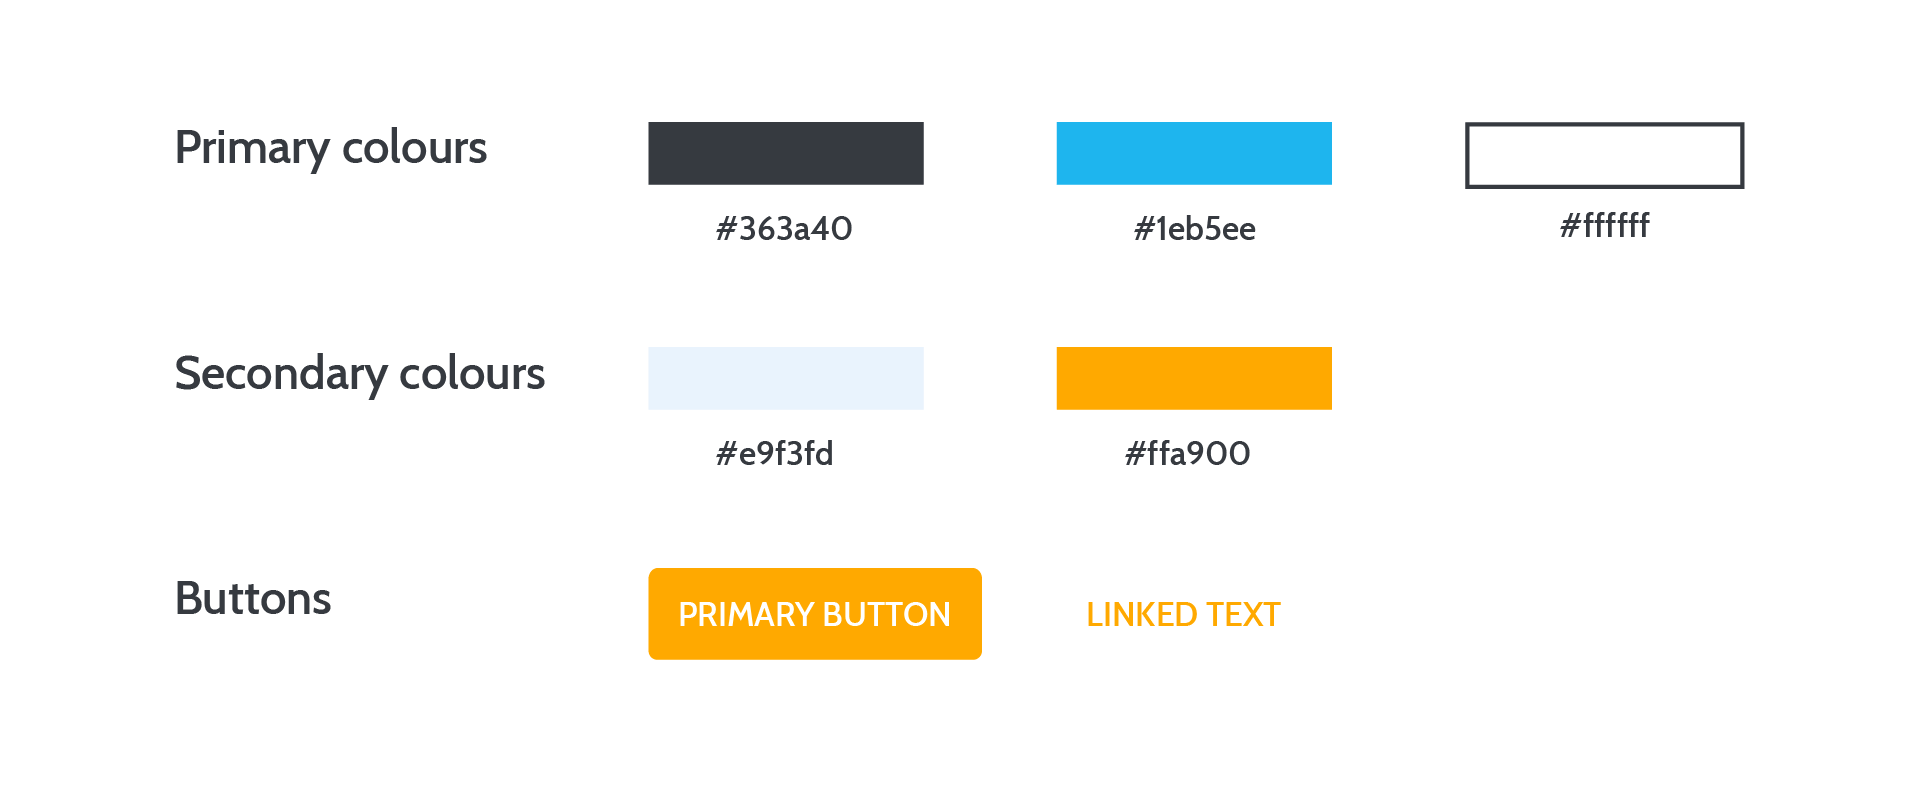 Primary colours
#363a40
#1eb5ee
#ffffff
Secondary colours
#e9f3fd
#ffa900
Buttons
PRIMARY BUTTON
LINKED TEXT